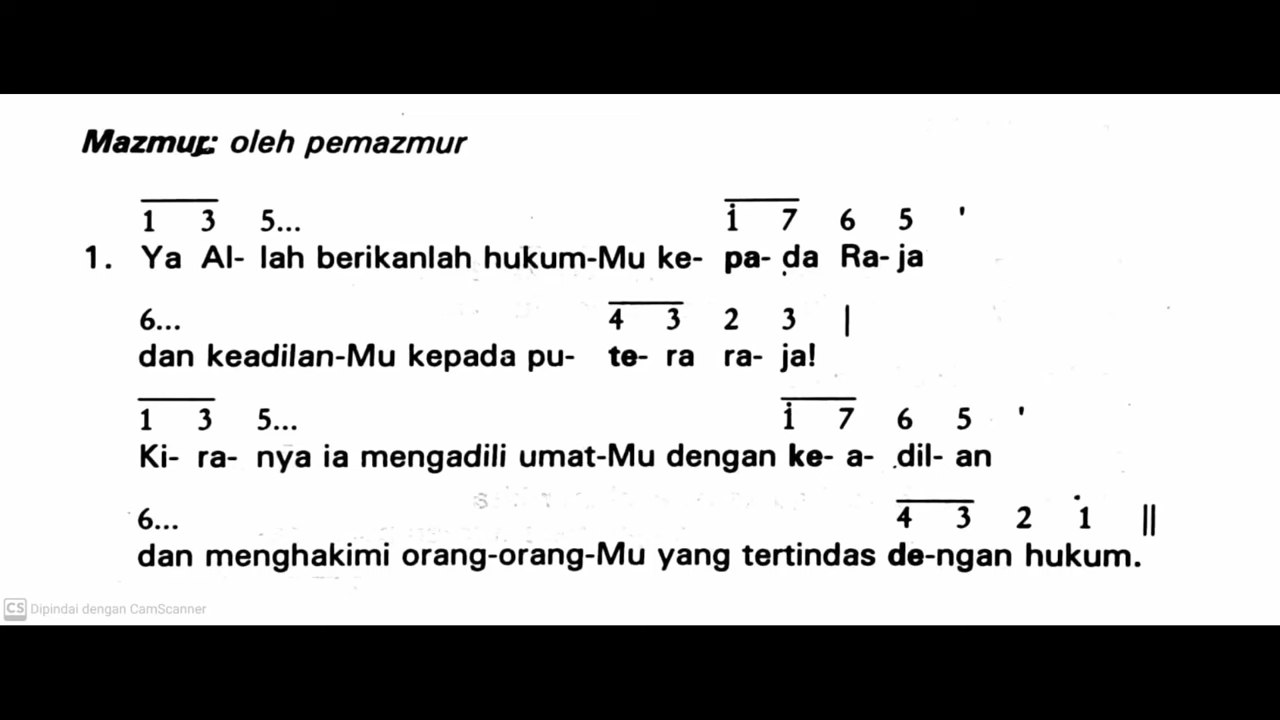 Mazmur: oleh pemazmur
1 3 5... i 7 6 5 '
1. Ya Al- lah berikanlah hukum-Mu ke- pa- da Ra- ja
6... 4 3 2 3 |
dan keadilan-Mu kepada pu- te- ra ra- ja!
1 3 5... i 7 6 5 '
Ki- ra- nya ia mengadili umat-Mu dengan ke- a- dil- an
6... 4 3 2 1 ||
dan menghakimi orang-orang-Mu yang tertindas de-ngan hukum.
CS Dipindai dengan CamScanner